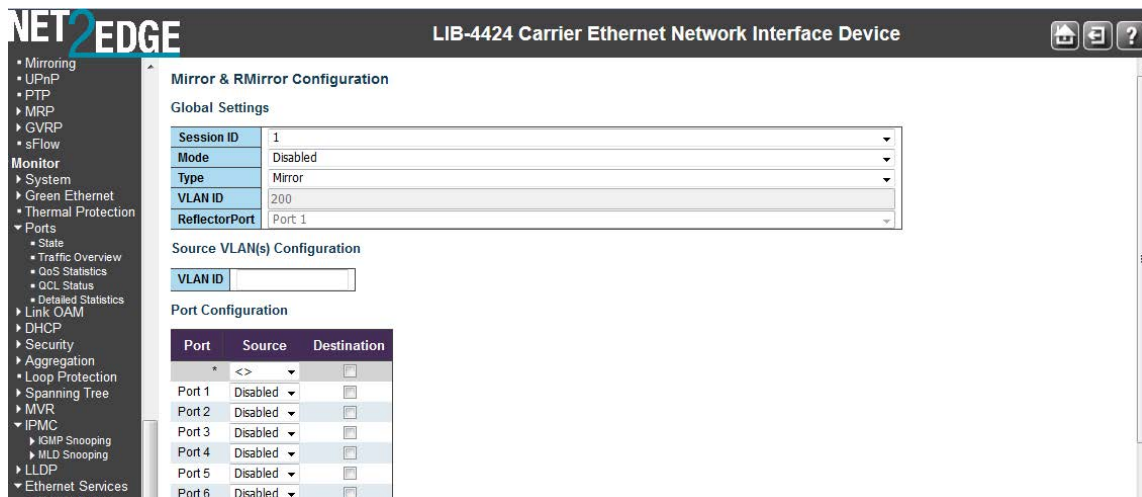 NET2EDGE
LIB-4424 Carrier Ethernet Network Interface Device
?
Mirroring
UPnP
PTP
MRP
GVRP
sFlow
Monitor
System
Green Ethernet
Thermal Protection
Ports
State
Traffic Overview
QoS Statistics
QCL Status
Detailed Statistics
Link OAM
DHCP
Security
Aggregation
Loop Protection
Spanning Tree
MVR
IPMC
IGMP Snooping
MLD Snooping
LLDP
Ethernet Services
Mirror & RMirror Configuration
Global Settings
Session ID 1
Mode Disabled
Type Mirror
VLAN ID 200
ReflectorPort Port 1
Source VLAN(s) Configuration
VLAN ID
Port Configuration
Port Source Destination
* <>
Port 1 Disabled
Port 2 Disabled
Port 3 Disabled
Port 4 Disabled
Port 5 Disabled
Port 6 Disabled